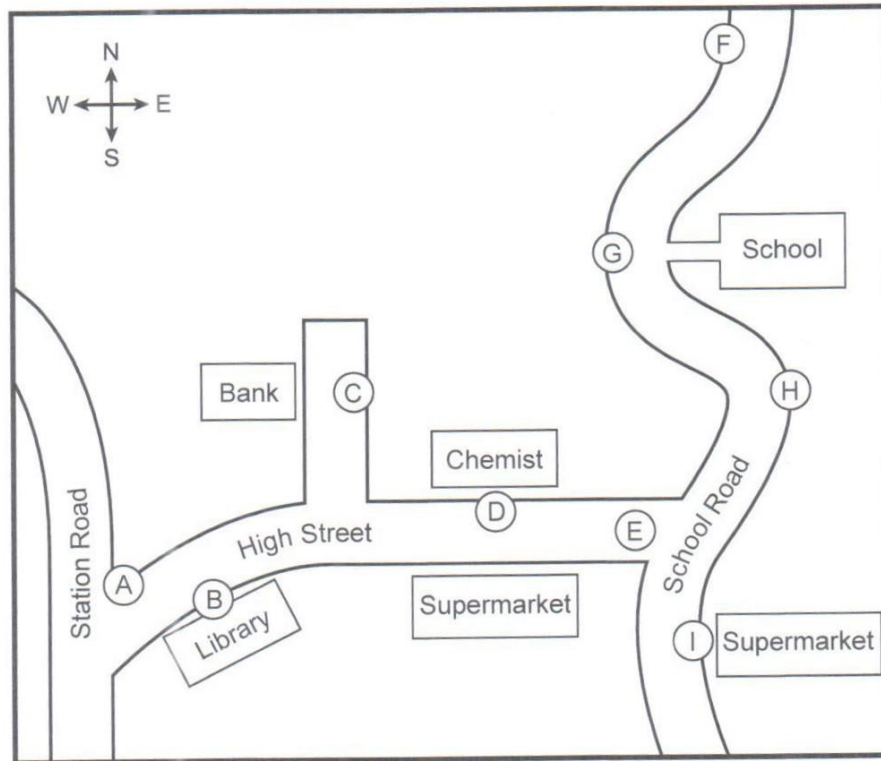 F
N
W E
S
G
School
Bank
C
H
Chemist
D
E
High Street
School Road
Station Road
A
B
Library
Supermarket
I
Supermarket